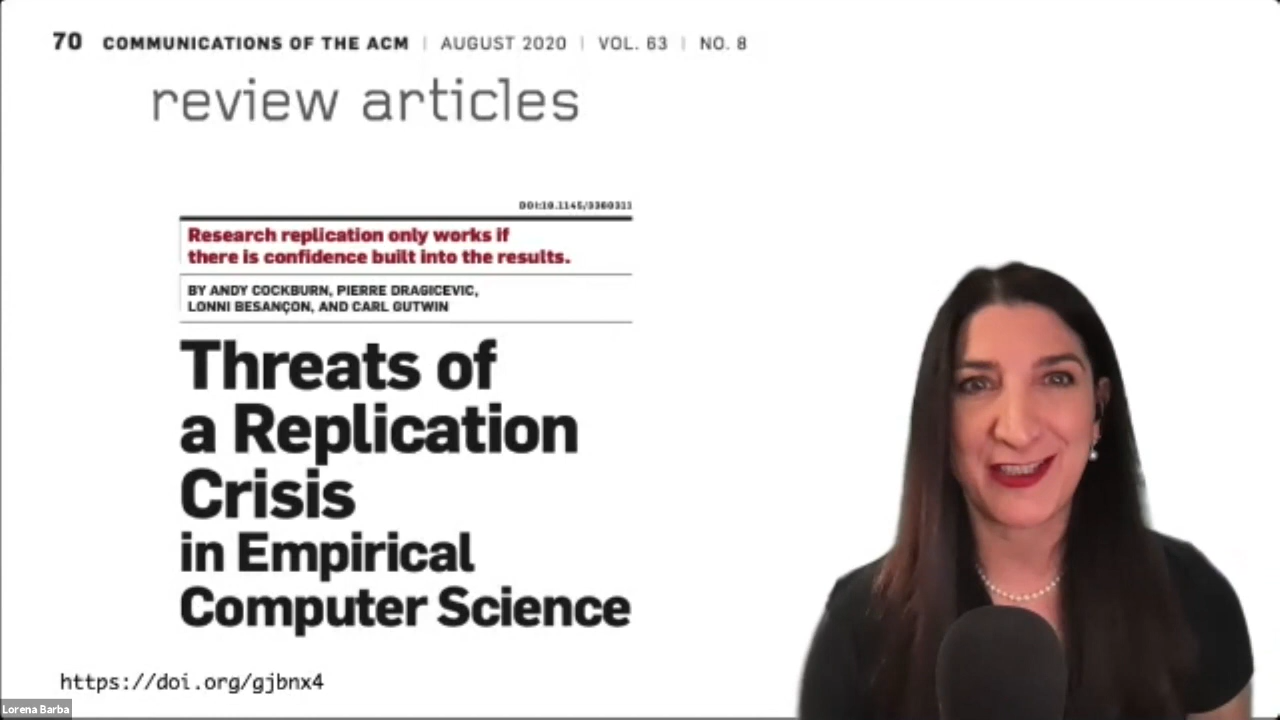 70 COMMUNICATIONS OF THE ACM | AUGUST 2020 | VOL. 63 | NO. 8
review articles
DOI:10.1145/3360311
Research replication only works if
there is confidence built into the results.
BY ANDY COCKBURN, PIERRE DRAGICEVIC,
LONNI BESANÇON, AND CARL GUTWIN
Threats of
a Replication
Crisis
in Empirical
Computer Science
https://doi.org/gjbnx4
Lorena Barba